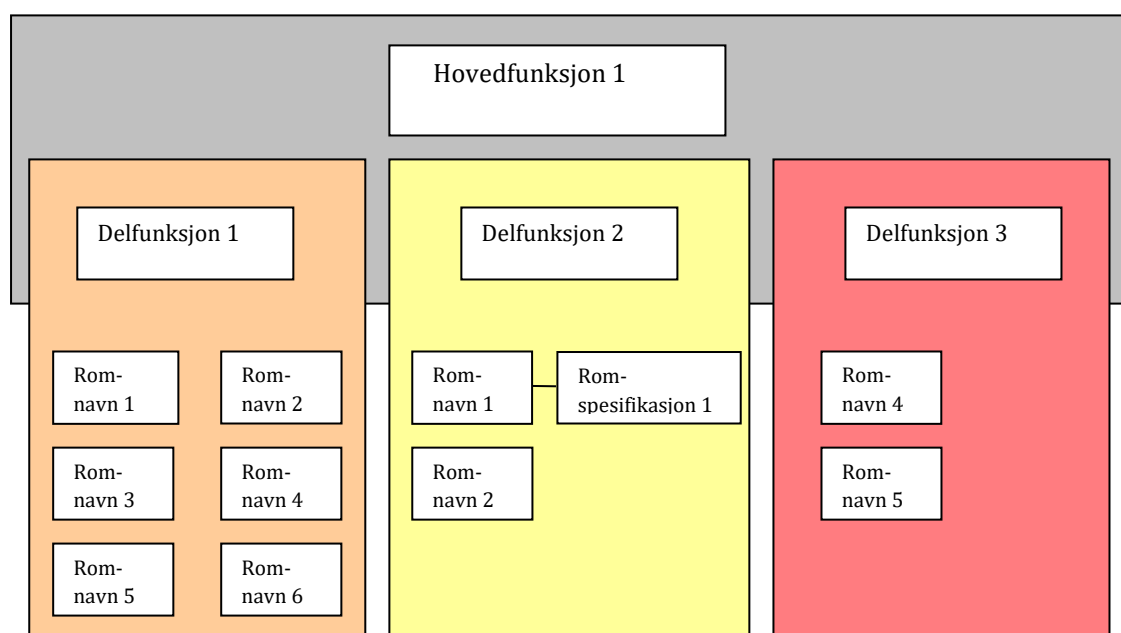 Hovedfunksjon 1
Delfunksjon 1
Delfunksjon 2
Delfunksjon 3
Rom-
navn 1
Rom-
navn 2
Rom-
navn 1
Rom-
spesifikasjon 1
Rom-
navn 4
Rom-
navn 3
Rom-
navn 4
Rom-
navn 2
Rom-
navn 5
Rom-
navn 5
Rom-
navn 6